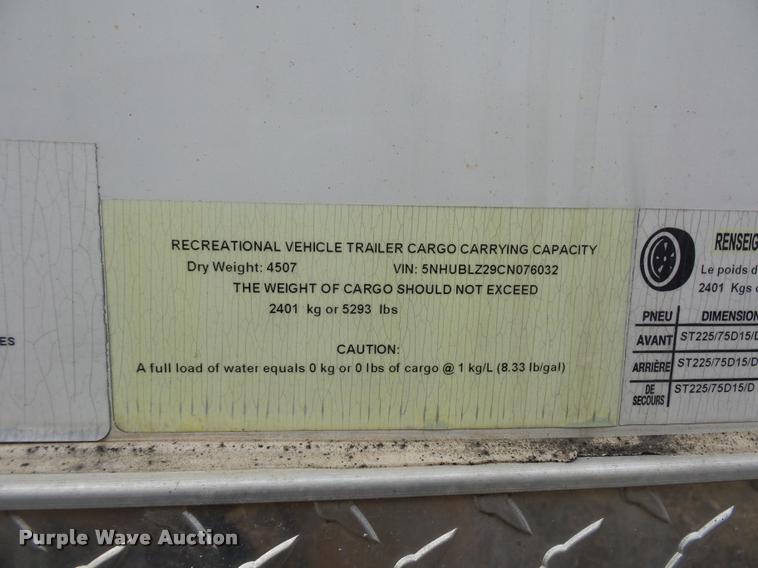 RECREATIONAL VEHICLE TRAILER CARGO CARRYING CAPACITY
Dry Weight: 4507 VIN: 5NHUBLZ29CN076032
THE WEIGHT OF CARGO SHOULD NOT EXCEED
2401 kg or 5293 lbs
CAUTION:
A full load of water equals 0 kg or 0 lbs of cargo @ 1 kg/L (8.33 lb/gal)
ES
RENSEIG
Le poids d
2401 Kgs
PNEU DIMENSION
AVANT ST225/75D15/D
ARRIÈRE ST225/75D15/D
DE SECOURS ST225/75D15/D
Purple Wave Auction